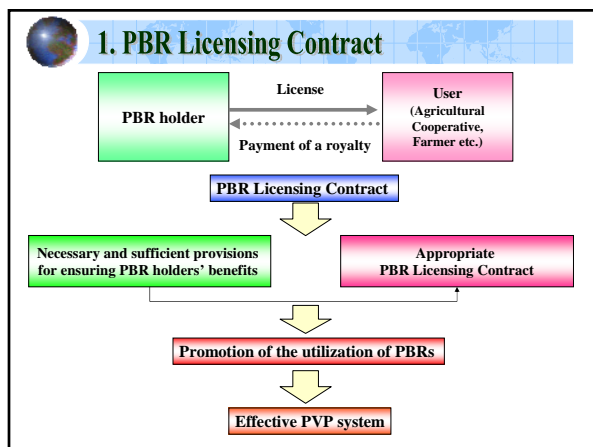 1. PBR Licensing Contract
PBR holder
License
Payment of a royalty
User
(Agricultural
Cooperative,
Farmer etc.)
PBR Licensing Contract
Necessary and sufficient provisions
for ensuring PBR holders' benefits
Appropriate
PBR Licensing Contract
Promotion of the utilization of PBRs
Effective PVP system